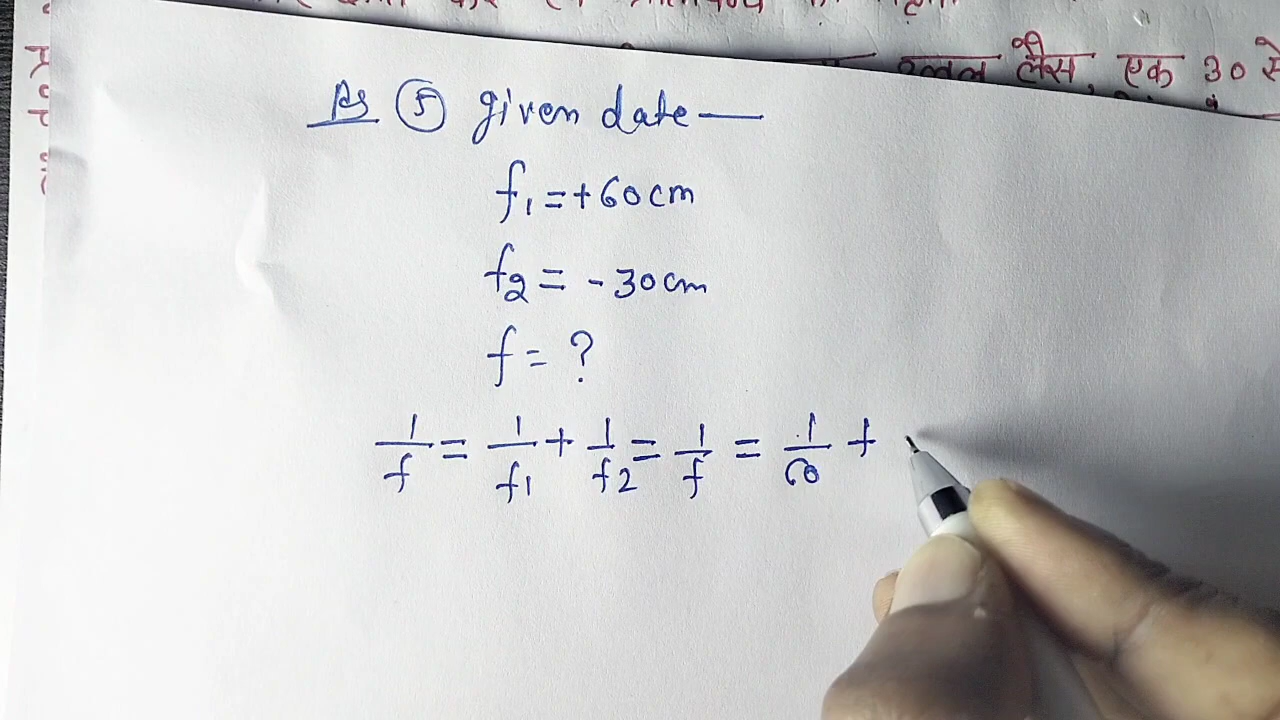 लैंस, एक 30 से
Ans ⑤ given date —
f₁ = +60cm
f₂ = -30cm
f = ?
1/f = 1/f₁ + 1/f₂ = 1/f = 1/60 +